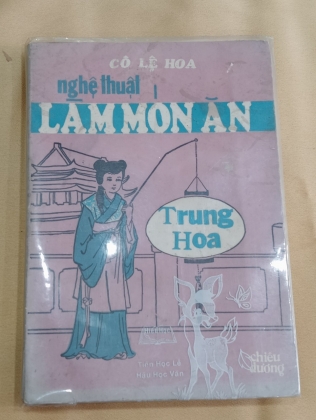 CÔ LỆ HOA
nghệ thuật
LÀM MÓN ĂN
Trung
Hoa
chiêu
dương